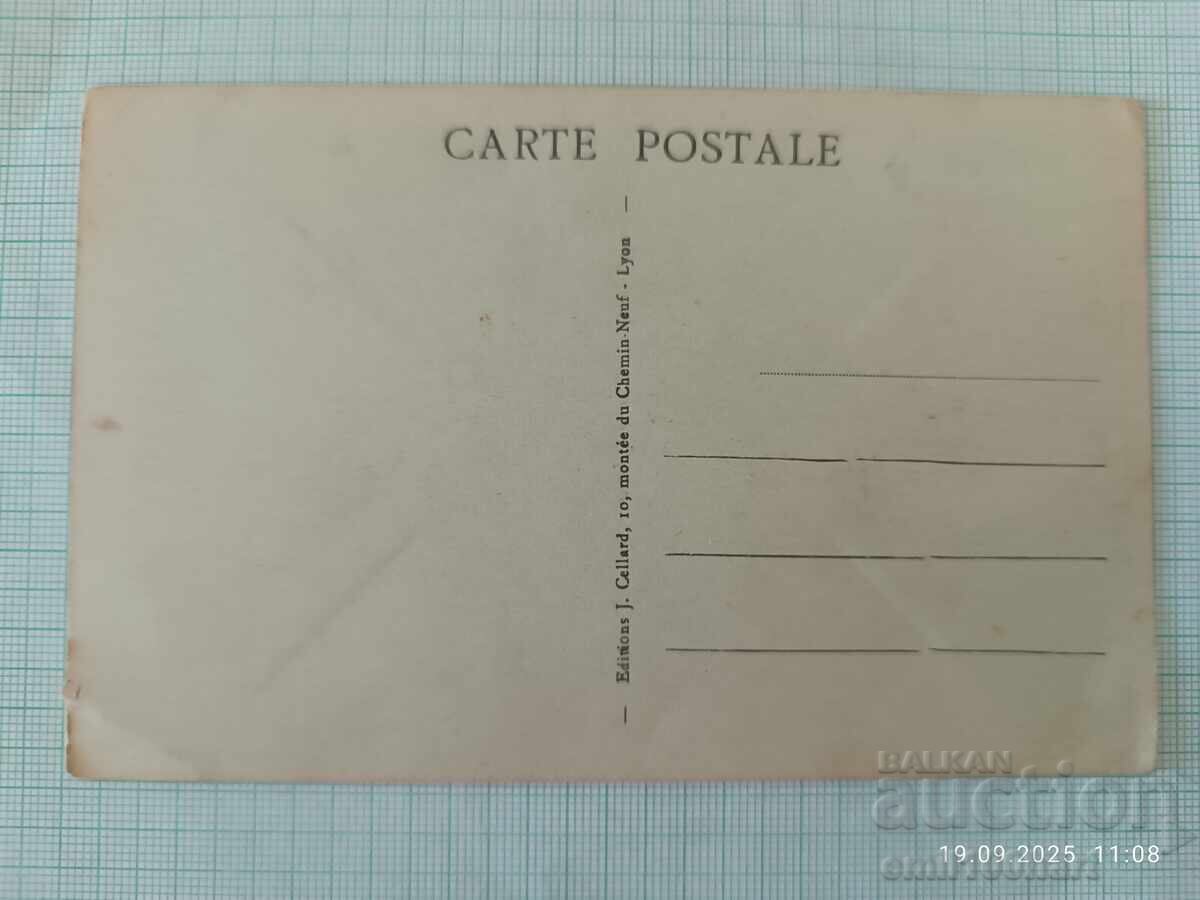 CARTE POSTALE
— Editions J. Cellard, 10, montée du Chemin-Neuf - Lyon —
BALKAN
auction
19.09.2025 11:08